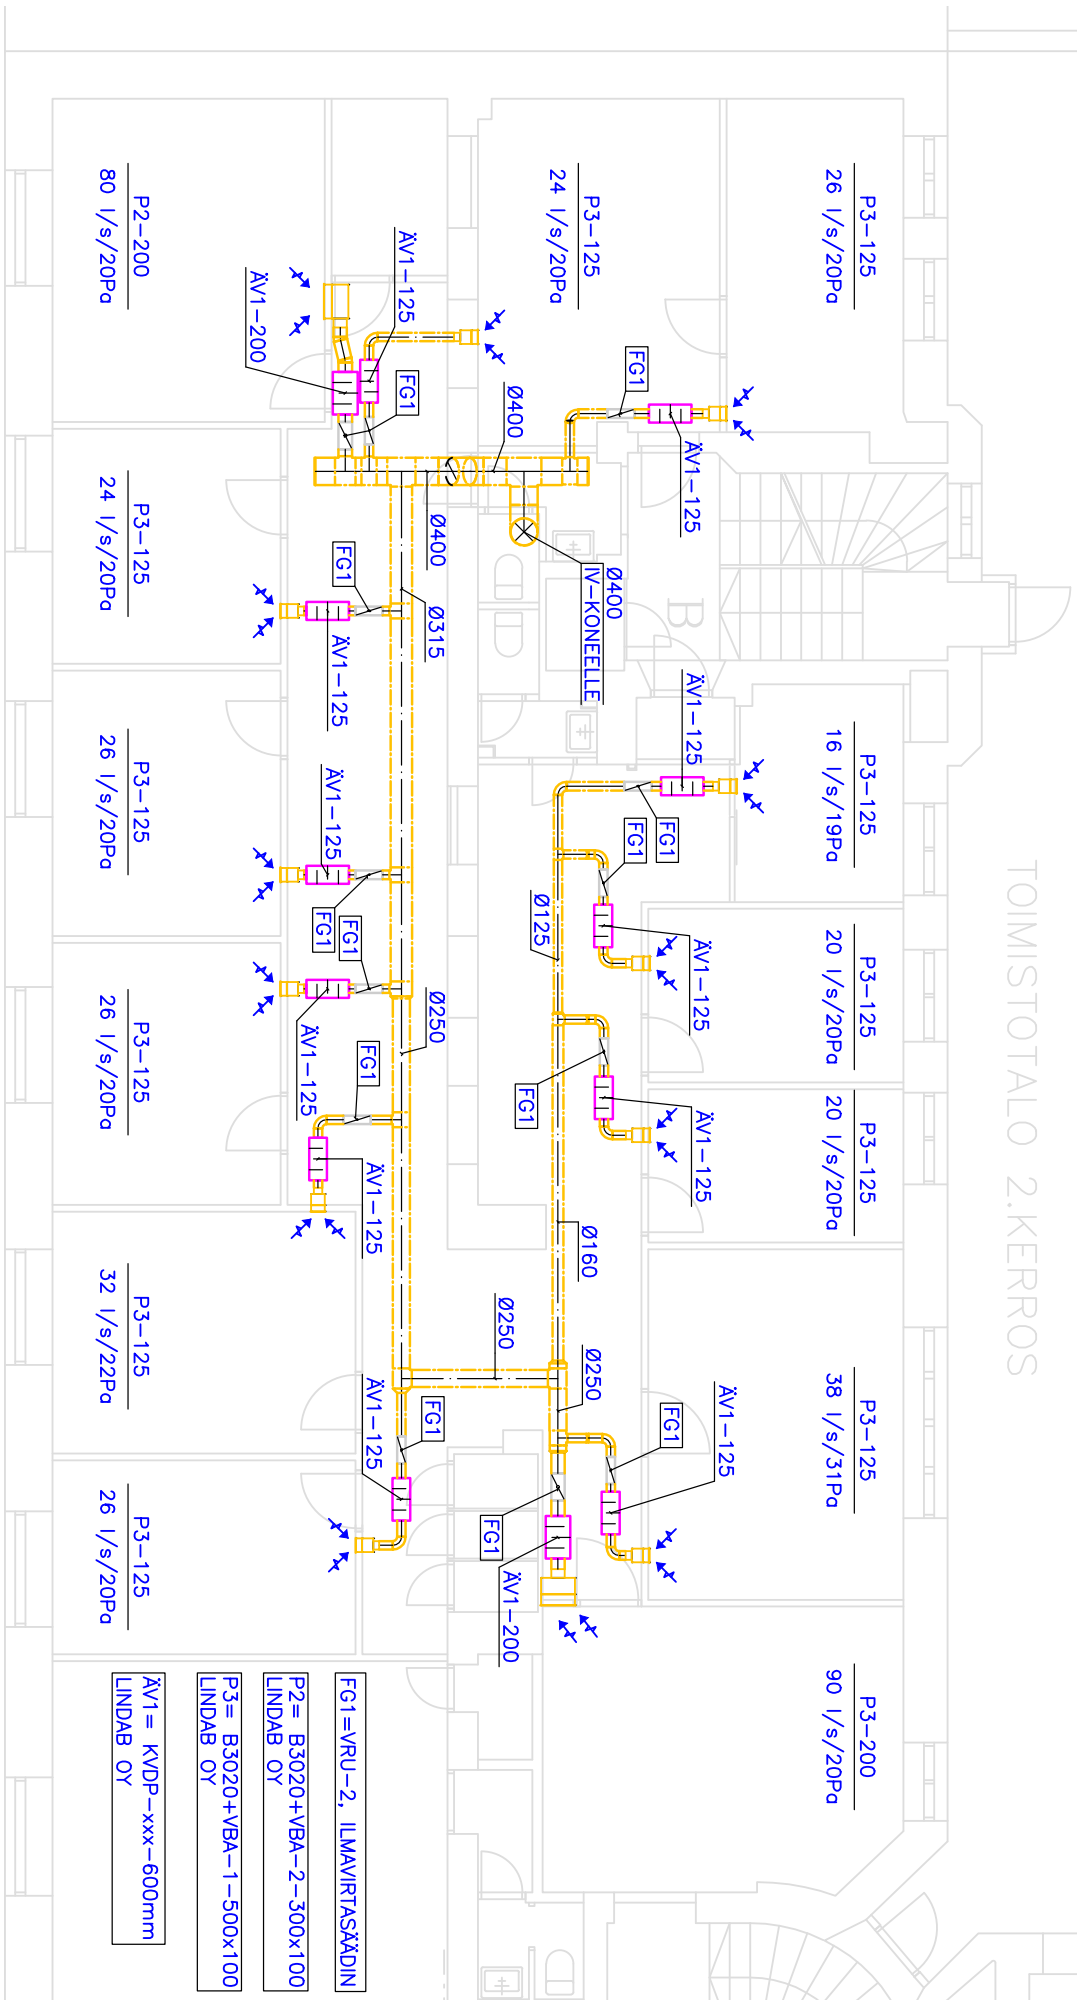 TOIMISTOTALO 2.KERROS
P3-125
26 l/s/20Pa
P3-125
16 l/s/19Pa
P3-125
20 l/s/20Pa
P3-125
20 l/s/20Pa
P3-125
38 l/s/31Pa
P3-200
90 l/s/20Pa
ÄV1-125
B
ÄV1-125
ÄV1-125
ÄV1-125
ÄV1-125
FG1
FG1
FG1
FG1
P3-125
24 l/s/20Pa
Ø400
IV-KONEELLE
Ø160
Ø250
Ø400
Ø125
FG1
Ø250
ÄV1-200
FG1
Ø400
Ø315
Ø250
FG1
ÄV1-125
FG1
ÄV1-125
FG1
ÄV1-125
FG1
ÄV1-125
FG1
ÄV1-125
FG1
ÄV1-125
FG1
ÄV1-125
ÄV1-200
P2-200
80 l/s/20Pa
P3-125
24 l/s/20Pa
P3-125
26 l/s/20Pa
P3-125
26 l/s/20Pa
P3-125
32 l/s/22Pa
P3-125
26 l/s/20Pa
FG1=VRU-2, ILMAVIRTASÄÄDIN
P2= B3020+VBA-2-300x100
LINDAB OY
P3= B3020+VBA-1-500x100
LINDAB OY
ÄV1= KVDP-xxx-600mm
LINDAB OY